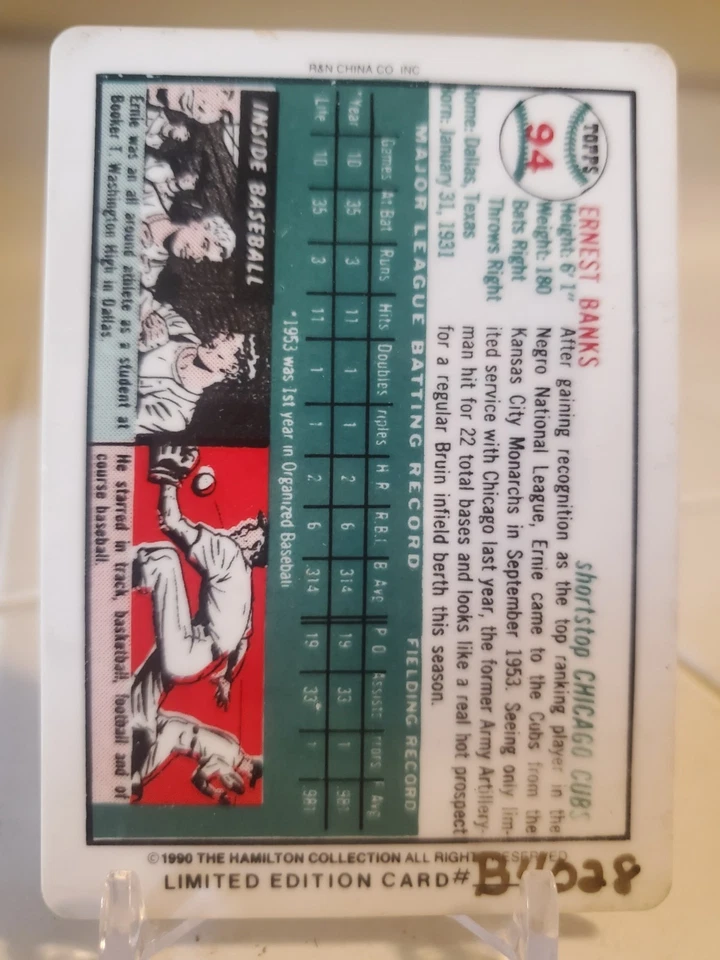 R&N CHINA CO. INC
TOPPS
94
ERNEST BANKS
shortstop CHICAGO CUBS
Height: 6' 1"
Weight: 180
Bats Right
Throws Right
Home: Dallas, Texas
Born: January 31, 1931
After gaining recognition as the top ranking player in the
Negro National League, Ernie came to the Cubs from the
Kansas City Monarchs in September 1953. Seeing only lim-
ited service with Chicago last year, the former Army Artillery-
man hit for 22 total bases and looks like a real hot prospect
for a regular Bruin infield berth this season.
MAJOR LEAGUE BATTING RECORD FIELDING RECORD
Games At Bat Runs Hits Doubles Triples H.R. R.B.I. B. Avg. P.O. Assists Errors F. Avg.
*Year 10 35 3 11 1 1 2 6 .314 19 33 1 .981
Life 10 35 3 11 1 1 2 6 .314 19 33 1 .981
*1953 was 1st year in Organized Baseball
INSIDE BASEBALL
Ernie was an all around athlete as a student at
Booker T. Washington High in Dallas.
He starred in track, basketball, football and of
course baseball.
©1990 THE HAMILTON COLLECTION ALL RIGHTS RESERVED
LIMITED EDITION CARD# B4028